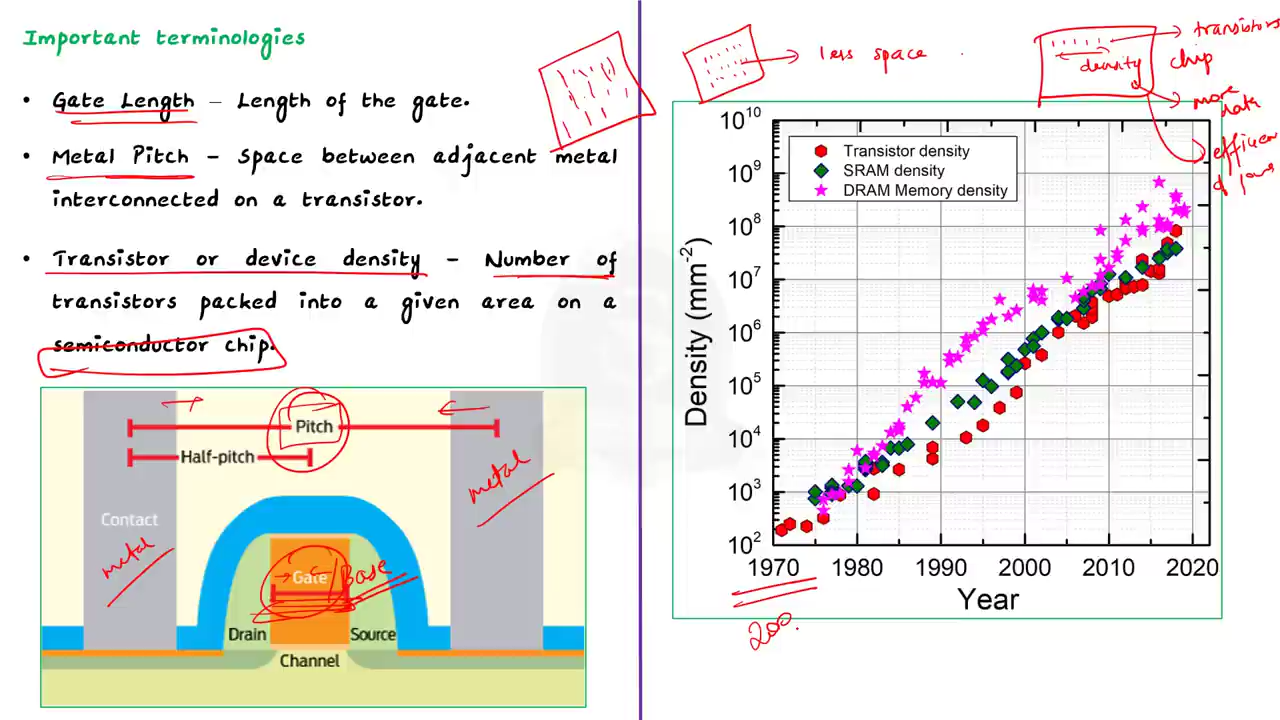 Important terminologies
• Gate Length – Length of the gate.
• Metal Pitch – Space between adjacent metal
interconnected on a transistor.
• Transistor or device density – Number of
transistors packed into a given area on a
semiconductor chip.
Pitch
Half-pitch
Contact
metal
metal
Gate
/Base
Drain
Source
Channel
less space
transistors
chip
density
more
efficien
Transistor density
SRAM density
DRAM Memory density
Density (mm⁻²)
10¹⁰
10⁹
10⁸
10⁷
10⁶
10⁵
10⁴
10³
10²
1970 1980 1990 2000 2010 2020
Year
200.